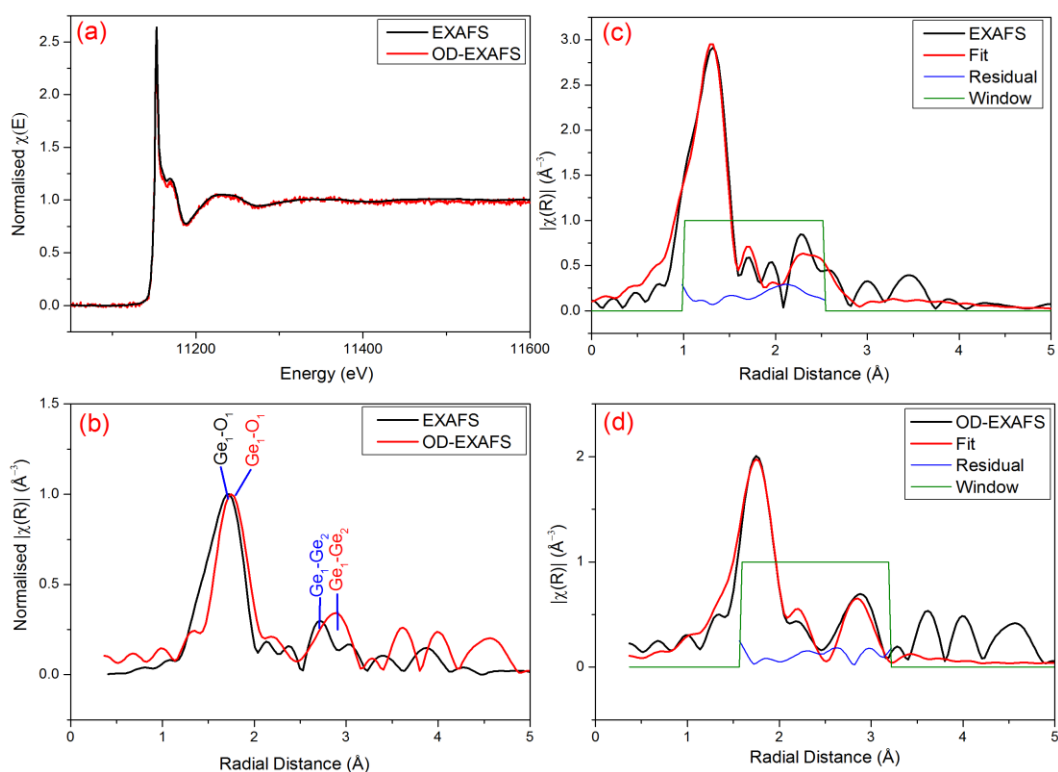 (a)
EXAFS
OD-EXAFS
Normalised χ(E)
2.5
2.0
1.5
1.0
0.5
0.0
11200
11400
11600
Energy (eV)
(c)
EXAFS
Fit
Residual
Window
|χ(R)| (Å⁻³)
3.0
2.5
2.0
1.5
1.0
0.5
0.0
0
1
2
3
4
5
Radial Distance (Å)
(b)
EXAFS
OD-EXAFS
Ge₁-O₁
Ge₁-O₁
Ge₁-Ge₂
Ge₁-Ge₂
Normalised |χ(R)| (Å⁻³)
1.5
1.0
0.5
0.0
0
1
2
3
4
5
Radial Distance (Å)
(d)
OD-EXAFS
Fit
Residual
Window
|χ(R)| (Å⁻³)
2
1
0
0
1
2
3
4
5
Radial Distance (Å)